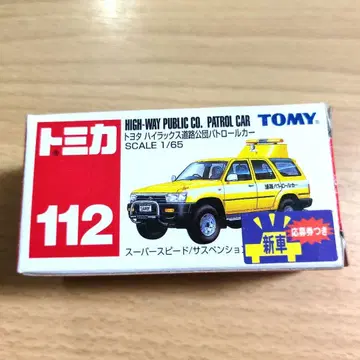 トミカ
112
HIGH-WAY PUBLIC CO. PATROL CAR
TOMY
トヨタ ハイラックス道路公団パトロールカー
SCALE 1/65
道路パトロールカー
スーパースピード/サスペンション
新車
応募券つき